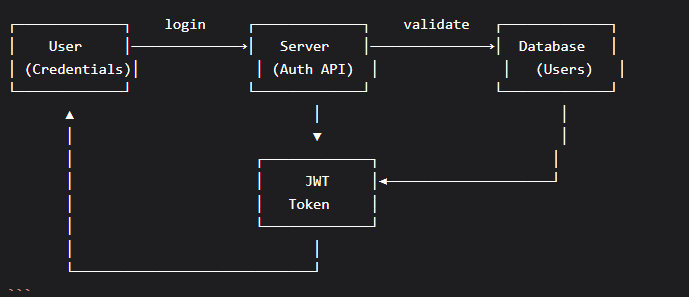 login validate
User Server Database
(Credentials) (Auth API) (Users)
JWT
Token
```